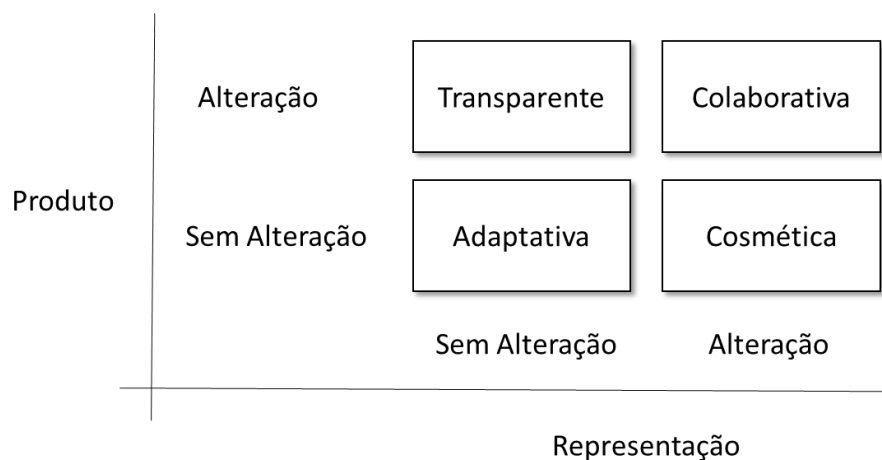 Alteração
Transparente
Colaborativa
Produto
Sem Alteração
Adaptativa
Cosmética
Sem Alteração
Alteração
Representação